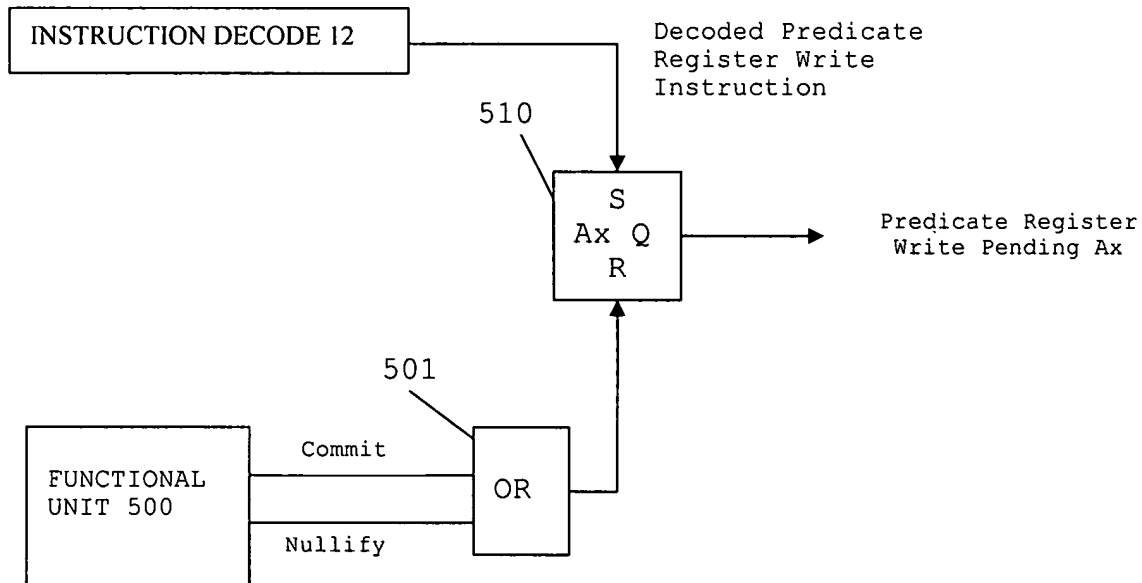 INSTRUCTION DECODE 12
Decoded Predicate
Register Write
Instruction
510
S
Ax Q
R
Predicate Register
Write Pending Ax
501
Commit
FUNCTIONAL
UNIT 500
OR
Nullify